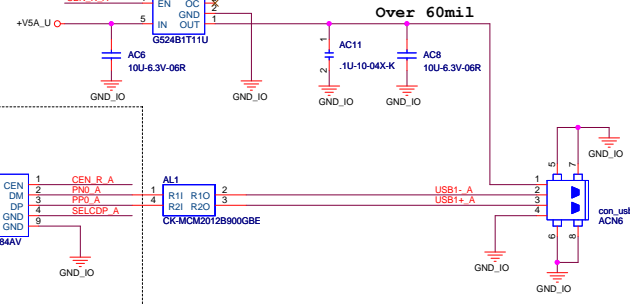 EN OC
GND 2
+V5A_U 5 IN OUT 1
G524B1T11U
Over 60mil
AC6
10U-6.3V-06R
GND_IO
GND_IO
1
AC11
2
.1U-10-04X-K
GND_IO
AC8
10U-6.3V-06R
GND_IO
CEN 1 CEN_R_A
DM 2 PN0_A
DP 3 PP0_A
GND 4 SELCDP_A
GND 9
84AV
GND_IO
AL1
1 R1I R1O 2
4 R2I R2O 3
CK-MCM2012B900GBE
USB1-_A
USB1+_A
GND_IO
5 7
GND_IO
1
2
3
4
con_usb
ACN6
6 8
GND_IO